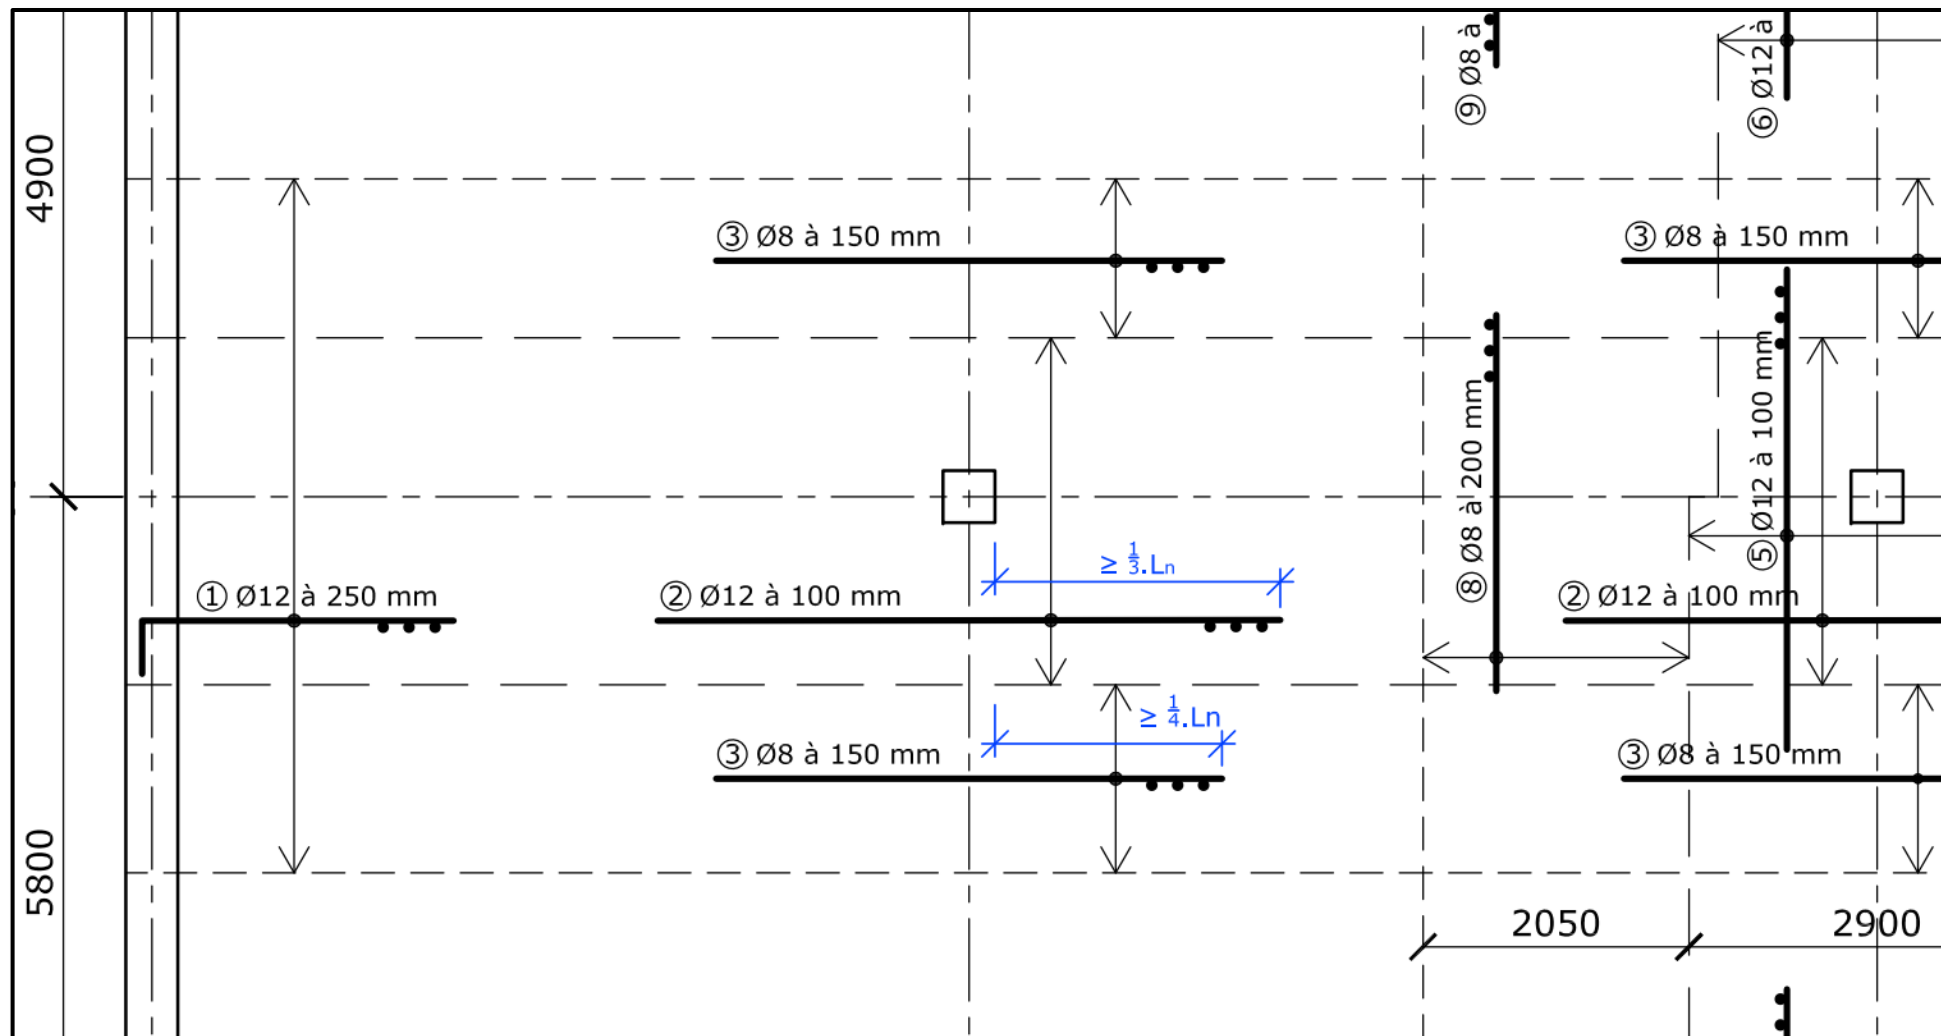 ⑨ Ø8 à
⑥ Ø12 à
4900
③ Ø8 à 150 mm
③ Ø8 à 150 mm
⑧ Ø8 à 200 mm
⑤ Ø12 à 100 mm
≥ 1/3.Ln
① Ø12 à 250 mm
② Ø12 à 100 mm
② Ø12 à 100 mm
≥ 1/4.Ln
③ Ø8 à 150 mm
③ Ø8 à 150 mm
5800
2050
2900